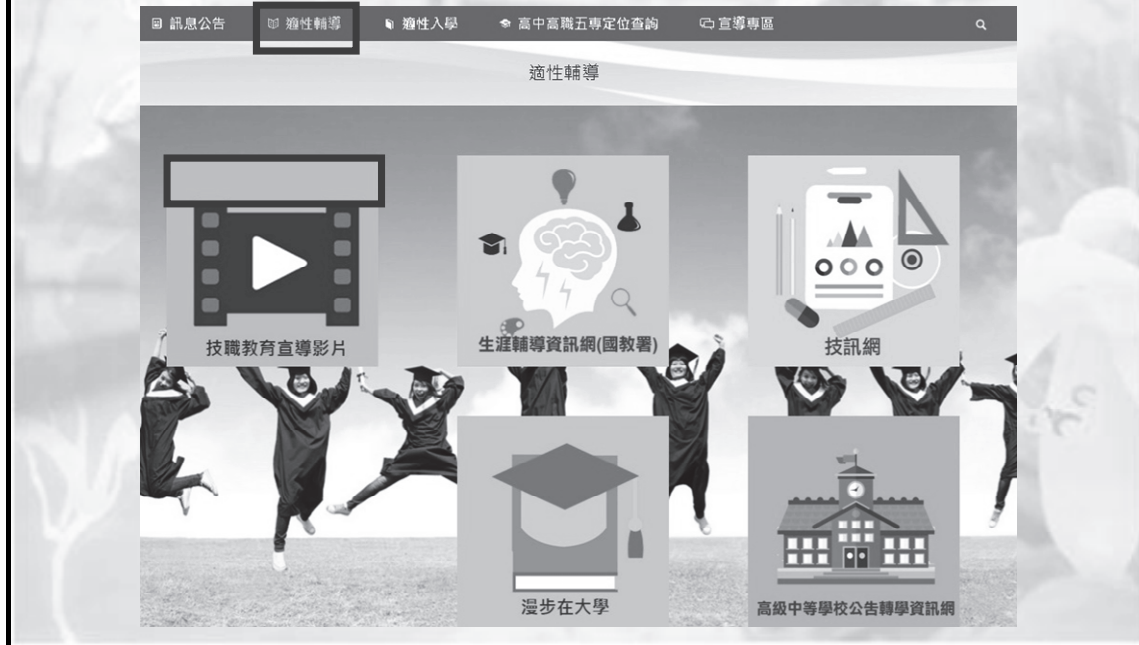 訊息公告 適性輔導 適性入學 高中高職五專定位查詢 宣導專區
適性輔導
技職教育宣導影片
生涯輔導資訊網(國教署)
技訊網
漫步在大學
高級中等學校公告轉學資訊網